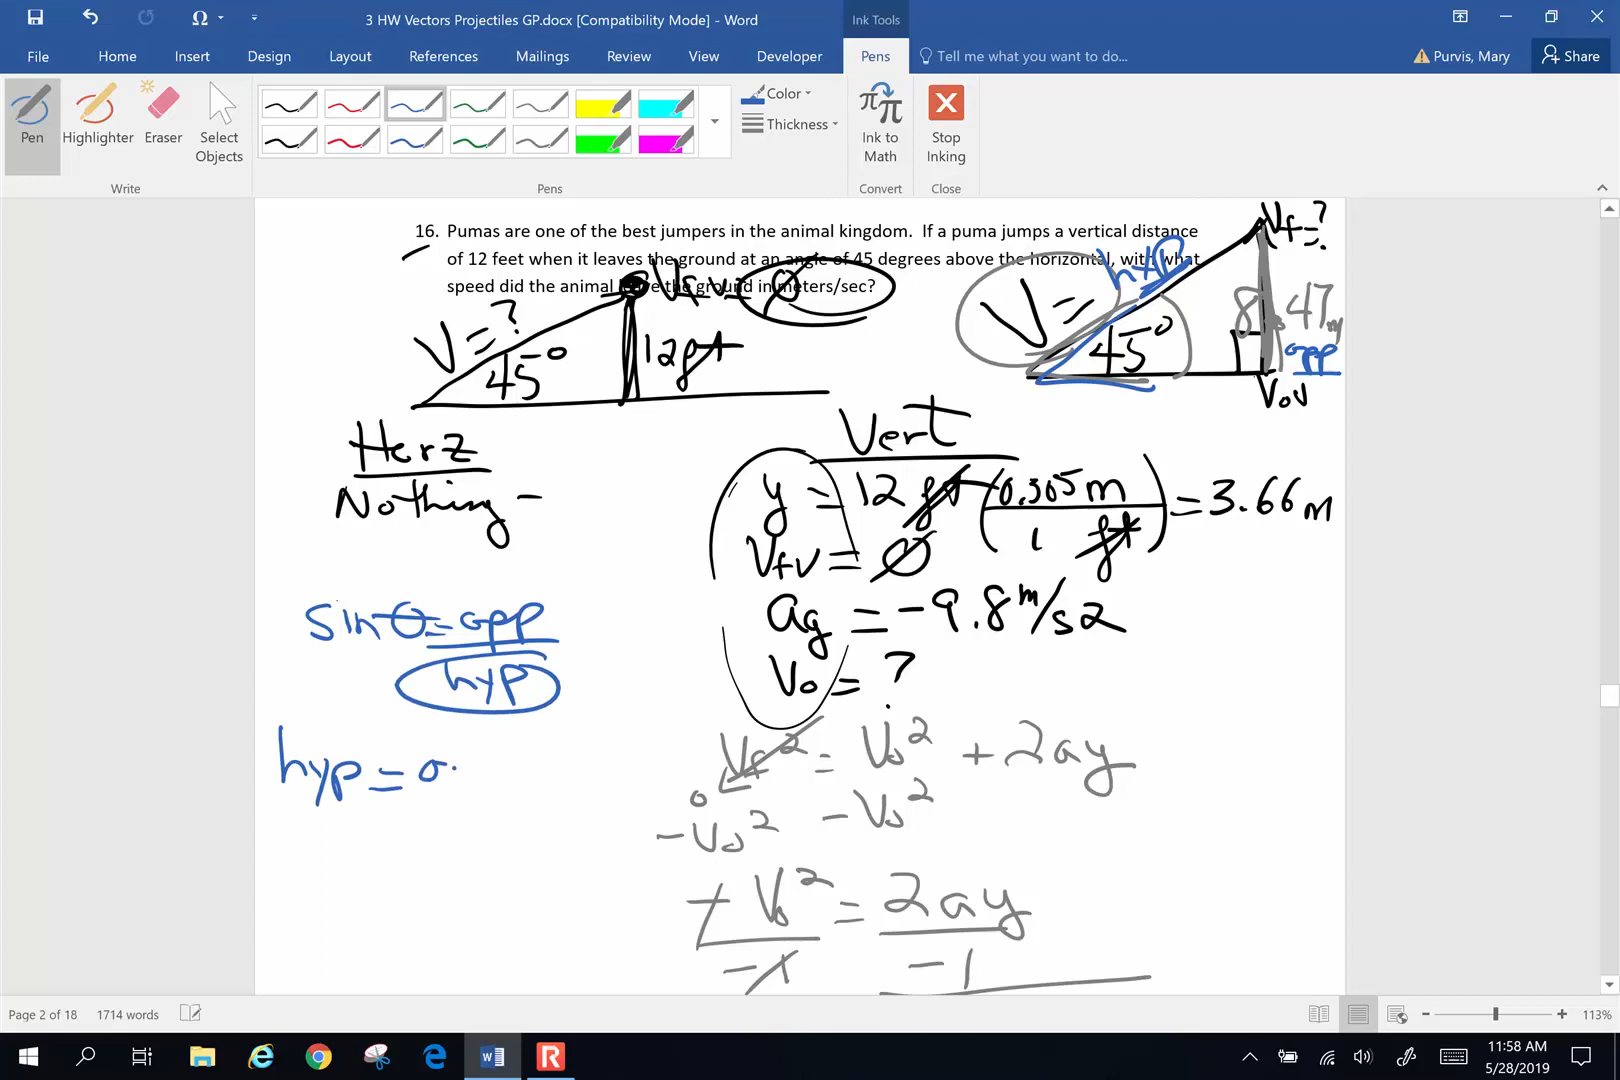 3 HW Vectors Projectiles GP.docx [Compatibility Mode] - Word
Ink Tools
File Home Insert Design Layout References Mailings Review View Developer Pens Tell me what you want to do... Purvis, Mary Share
Pen Highlighter Eraser Select Objects
Color
Thickness
Ink to Math
Stop Inking
Write Pens Convert Close
16. Pumas are one of the best jumpers in the animal kingdom. If a puma jumps a vertical distance
of 12 feet when it leaves the ground at an angle of 45 degrees above the horizontal, with what
speed did the animal leave the ground in meters/sec?
V = ?
45°
12 ft
Vf = ?
hyp
V =
45°
8.47 m
opp
Vov
Horz
Nothing -
Vert
y = 12 ft (0.305 m / 1 ft) = 3.66 m
Vfv = Ø
ag = -9.8 m/s2
Vo = ?
sin θ = opp
hyp
hyp = o
Vf² = Vo² + 2ay
0
-Vo² - Vo²
- Vo² = 2ay
-1 -1
Page 2 of 18 1714 words
113%
11:58 AM
5/28/2019